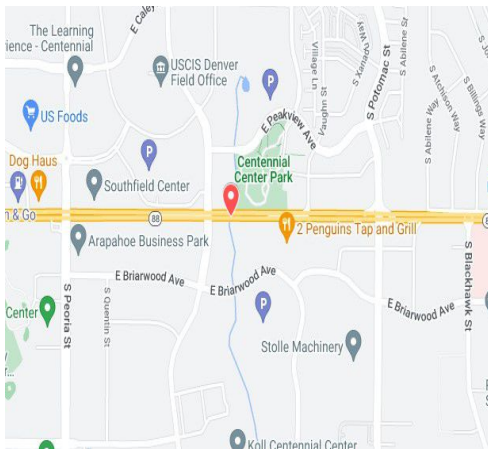 The Learning
ience - Centennial
E Caley
USCIS Denver
Field Office
P
US Foods
Village Ln
S Xanadu Way
S Potomac St
S Abilene St
Vaughn St
S Abilene Way
S Atchison Way
S Billings Way
E Peakview Ave
P
Centennial
Center Park
Dog Haus
Southfield Center
n & Go
88
2 Penguins Tap and Grill
Arapahoe Business Park
E Briarwood Ave
E Briarwood Ave
E Briarwood Ave
S Peoria St
S Quentin St
S Blackhawk St
Center
P
Stolle Machinery
Koll Centennial Center